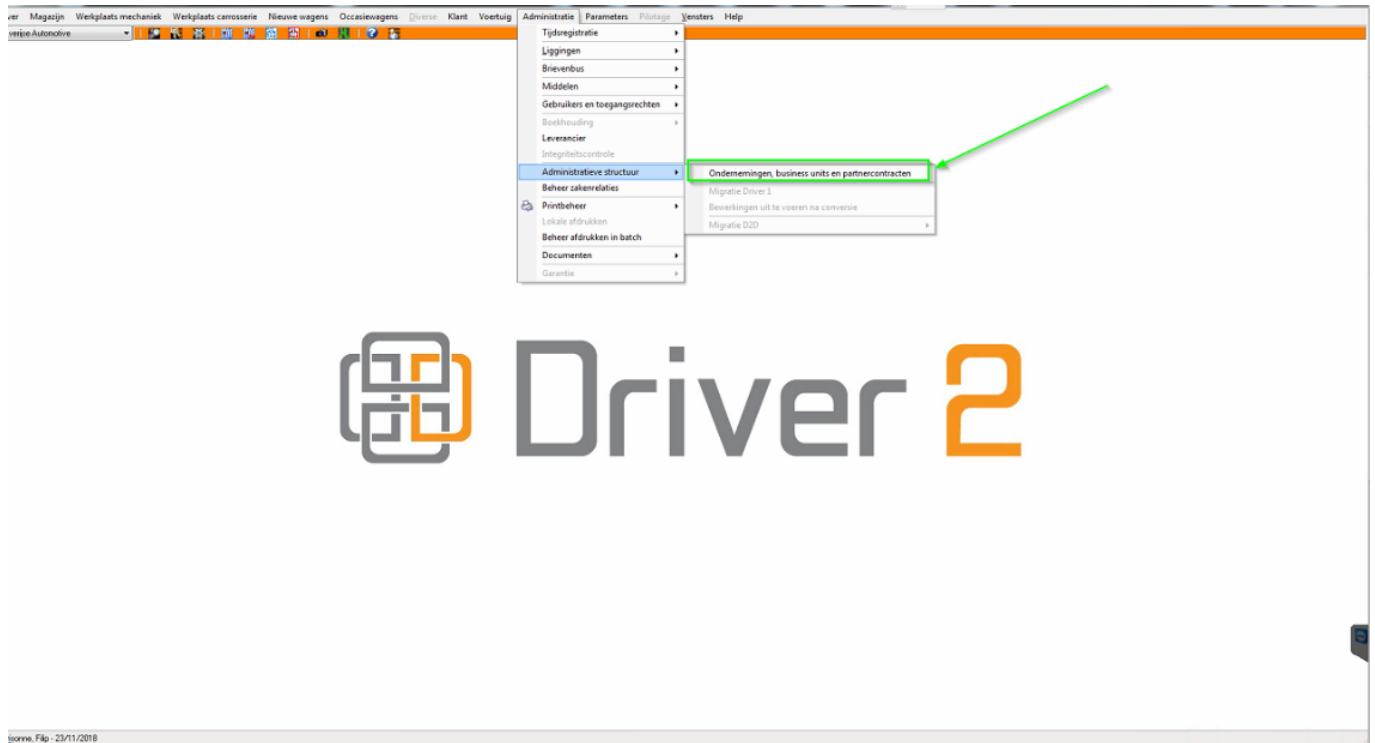 ver Magazijn Werkplaats mechaniek Werkplaats carrosserie Nieuwe wagens Occasiewagens Diverse Klant Voertuig Administratie Parameters Pilotage Vensters Help
Automotive
Tijdsregistratie
Liggingen
Brievenbus
Middelen
Gebruikers en toegangsrechten
Boekhouding
Leverancier
Integriteitscontrole
Administratieve structuur
Ondernemingen, business units en partnercontracten
Beheer zakenrelaties
Migratie Driver 1
Printbeheer
Bewerkingen uit te voeren na conversie
Lokale afdrukken
Migratie D2D
Beheer afdrukken in batch
Documenten
Garantie
Driver 2
Filip - 23/11/2018